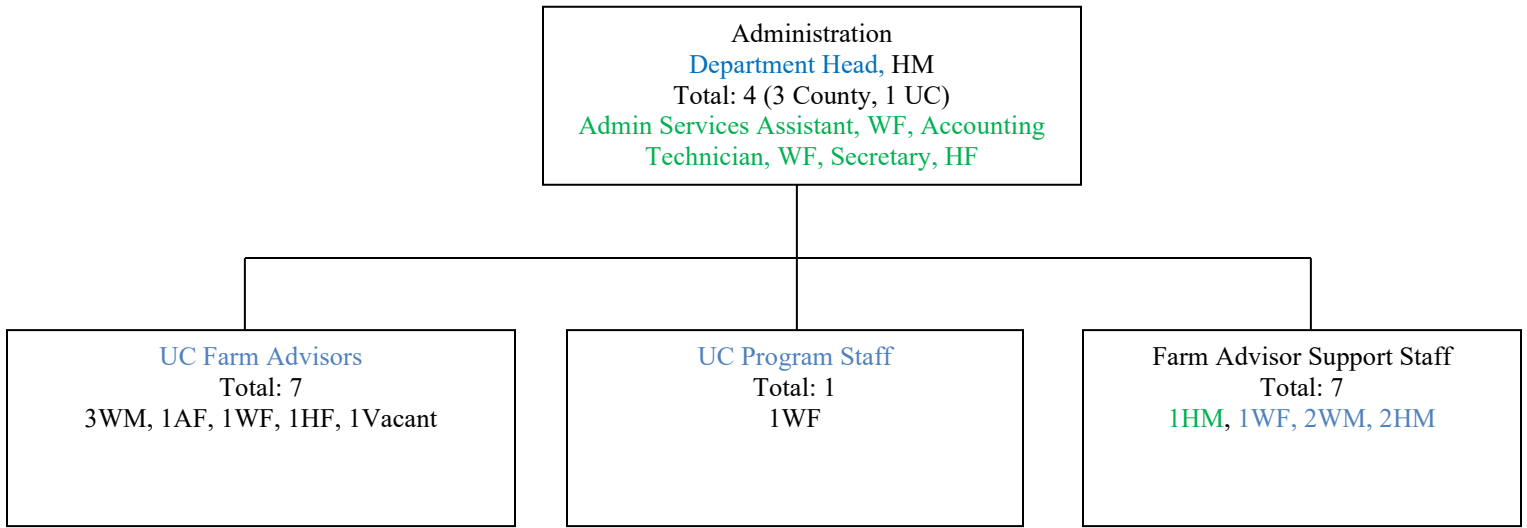 Administration
Department Head, HM
Total: 4 (3 County, 1 UC)
Admin Services Assistant, WF, Accounting
Technician, WF, Secretary, HF
UC Farm Advisors
Total: 7
3WM, 1AF, 1WF, 1HF, 1Vacant
UC Program Staff
Total: 1
1WF
Farm Advisor Support Staff
Total: 7
1HM, 1WF, 2WM, 2HM